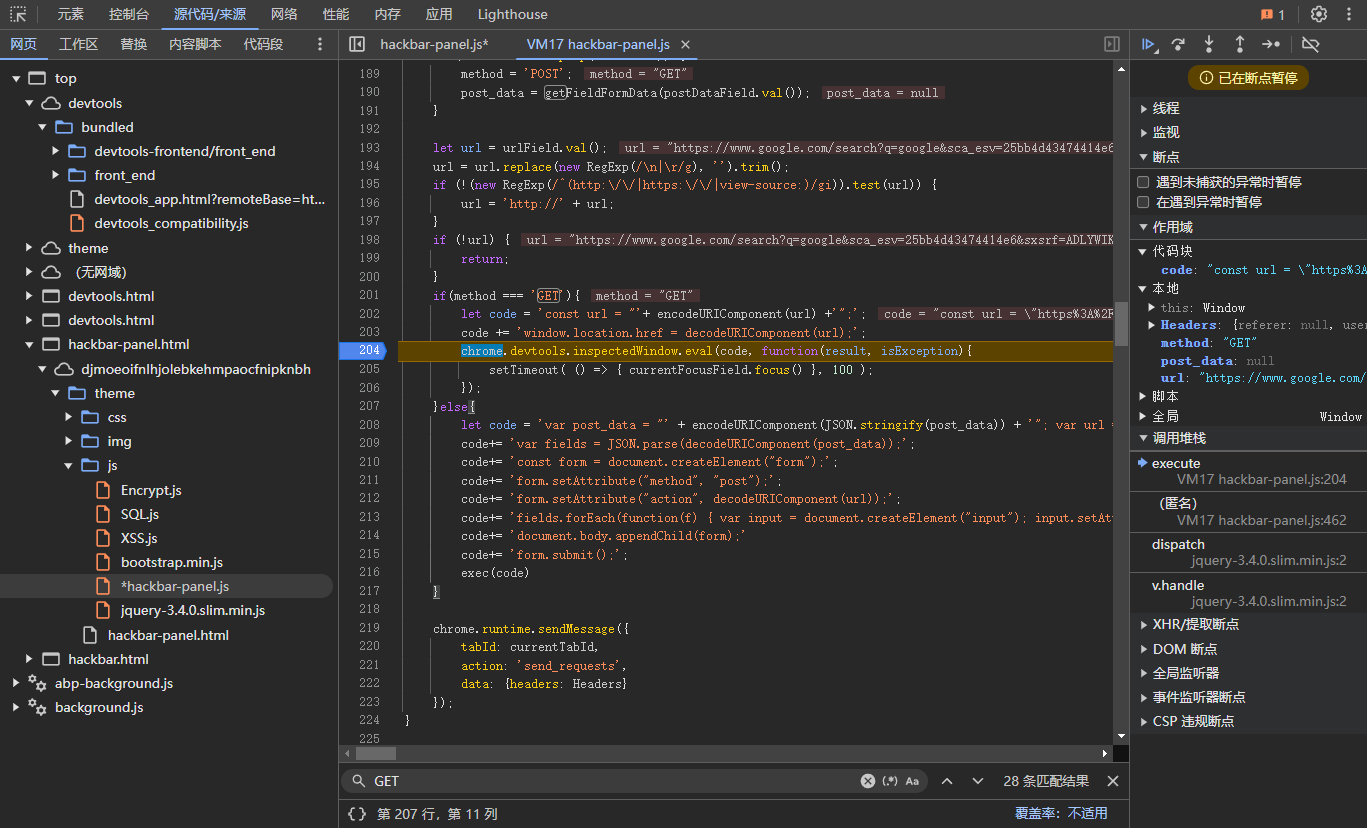 元素 控制台 源代码/来源 网络 性能 内存 应用 Lighthouse 1
网页 工作区 替换 内容脚本 代码段 hackbar-panel.js* VM17 hackbar-panel.js ×
top
devtools
bundled
devtools-frontend/front_end
front_end
devtools_app.html?remoteBase=ht...
devtools_compatibility.js
theme
（无网域）
devtools.html
devtools.html
hackbar-panel.html
djmoeoifnlhjolebkehmpaocfnipknbh
theme
css
img
js
Encrypt.js
SQL.js
XSS.js
bootstrap.min.js
*hackbar-panel.js
jquery-3.4.0.slim.min.js
hackbar-panel.html
hackbar.html
abp-background.js
background.js
189 method = 'POST'; method = "GET"
190 post_data = getFieldFormData(postDataField.val()); post_data = null
191 }
192
193 let url = urlField.val(); url = "https://www.google.com/search?q=google&sca_esv=25bb4d43474414e6
194 url = url.replace(new RegExp(/\n|\r/g), '').trim();
195 if (!(new RegExp(/^(http:\/\/|https:\/\/|view-source:)/gi)).test(url)) {
196 url = 'http://' + url;
197 }
198 if (!url) { url = "https://www.google.com/search?q=google&sca_esv=25bb4d43474414e6&sxsrf=ADLYWIK
199 return;
200 }
201 if(method === 'GET'){ method = "GET"
202 let code = 'const url = "'+ encodeURIComponent(url) +'";'; code = "const url = \"https%3A%2F
203 code += 'window.location.href = decodeURIComponent(url);';
204 chrome.devtools.inspectedWindow.eval(code, function(result, isException){
205 setTimeout( () => { currentFocusField.focus() }, 100 );
206 });
207 }else{
208 let code = 'var post_data = "' + encodeURIComponent(JSON.stringify(post_data)) + '"; var url =
209 code+= 'var fields = JSON.parse(decodeURIComponent(post_data));';
210 code+= 'const form = document.createElement("form");';
211 code+= 'form.setAttribute("method", "post");';
212 code+= 'form.setAttribute("action", decodeURIComponent(url));';
213 code+= 'fields.forEach(function(f) { var input = document.createElement("input"); input.setAt
214 code+= 'document.body.appendChild(form);'
215 code+= 'form.submit();';
216 exec(code)
217 }
218
219 chrome.runtime.sendMessage({
220 tabId: currentTabId,
221 action: 'send_requests',
222 data: {headers: Headers}
223 });
224 }
225
GET (.*) Aa 28 条匹配结果
{ } 第 207 行，第 11 列 覆盖率：不适用
已在断点暂停
线程
监视
断点
遇到未捕获的异常时暂停
在遇到异常时暂停
作用域
代码块
code: "const url = \"https%3A
本地
this: Window
Headers: {referer: null, use
method: "GET"
post_data: null
url: "https://www.google.com/
脚本
全局 Window
调用堆栈
execute
VM17 hackbar-panel.js:204
（匿名）
VM17 hackbar-panel.js:462
dispatch
jquery-3.4.0.slim.min.js:2
v.handle
jquery-3.4.0.slim.min.js:2
XHR/提取断点
DOM 断点
全局监听器
事件监听器断点
CSP 违规断点